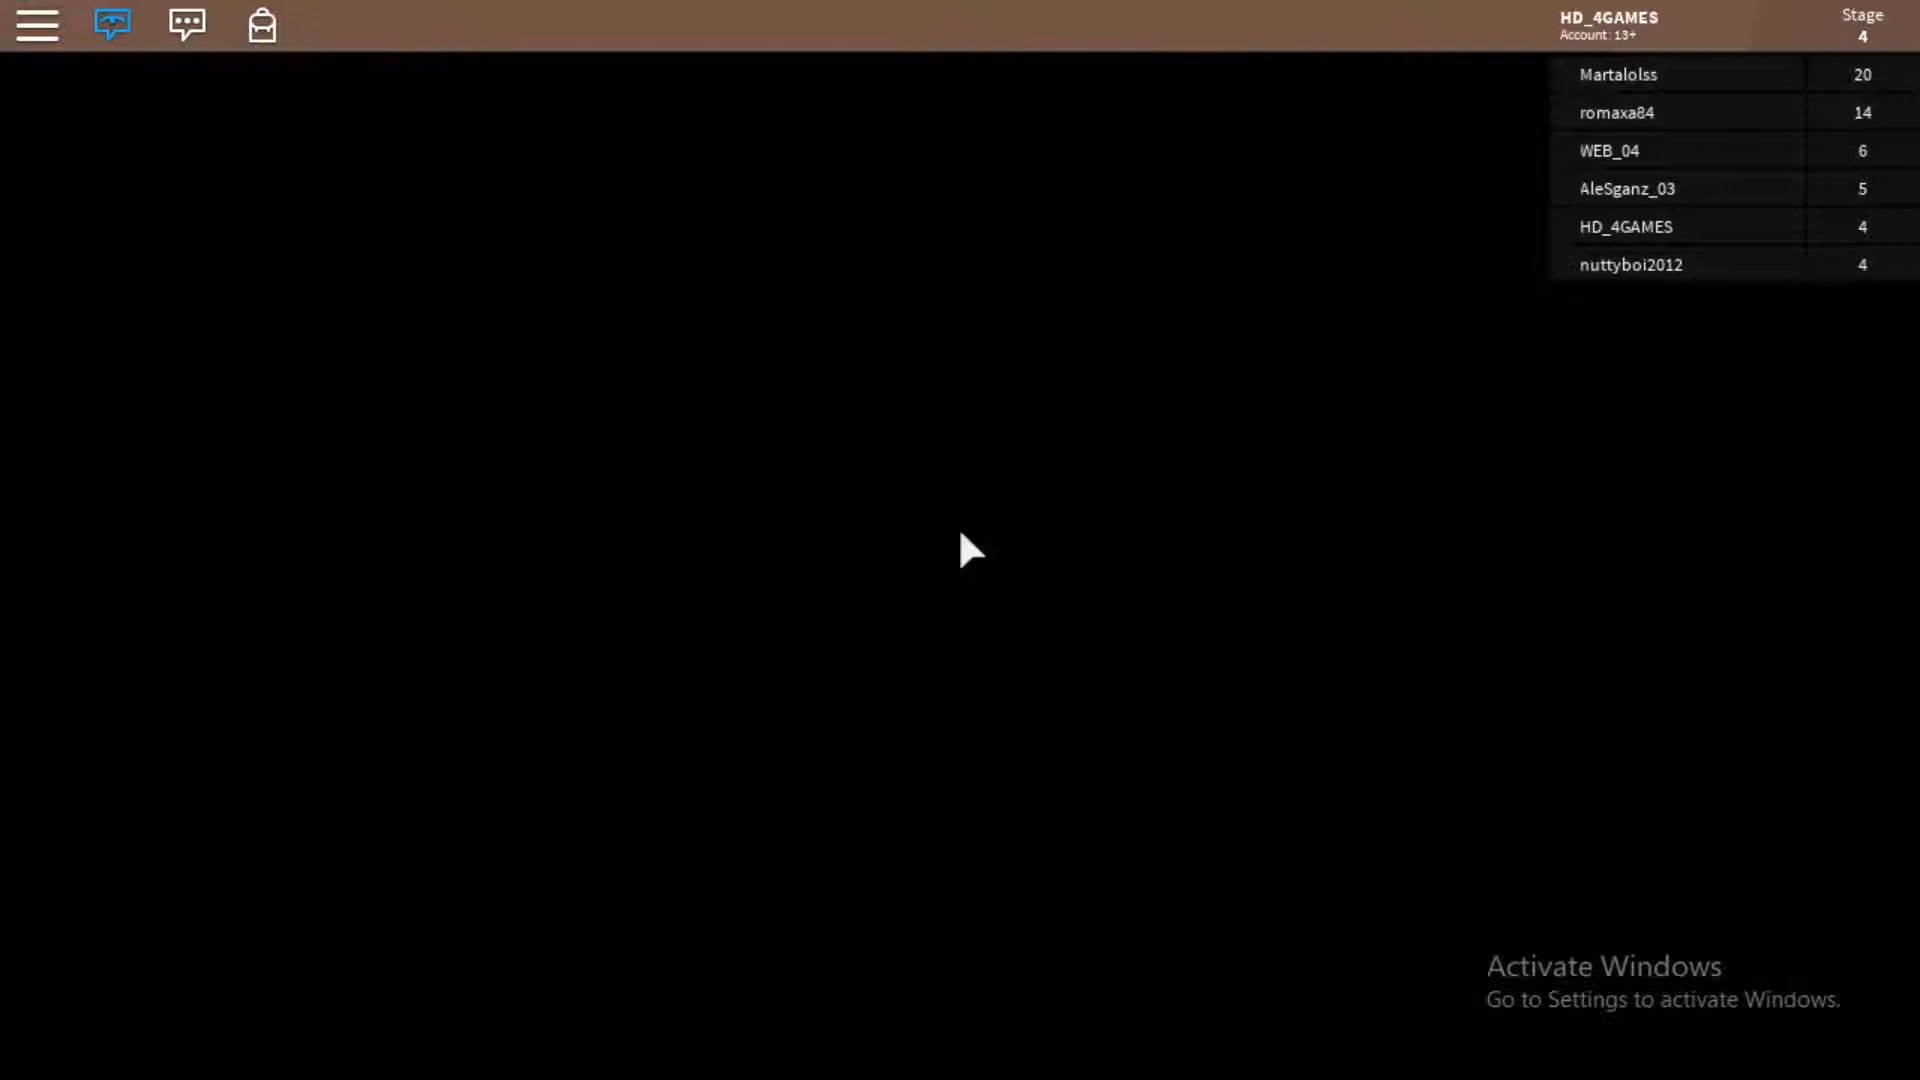 HD_4GAMES
Account: 13+
Stage
4
Martalolss 20
romaxa84 14
WEB_04 6
AleSganz_03 5
HD_4GAMES 4
nuttyboi2012 4
Activate Windows
Go to Settings to activate Windows.